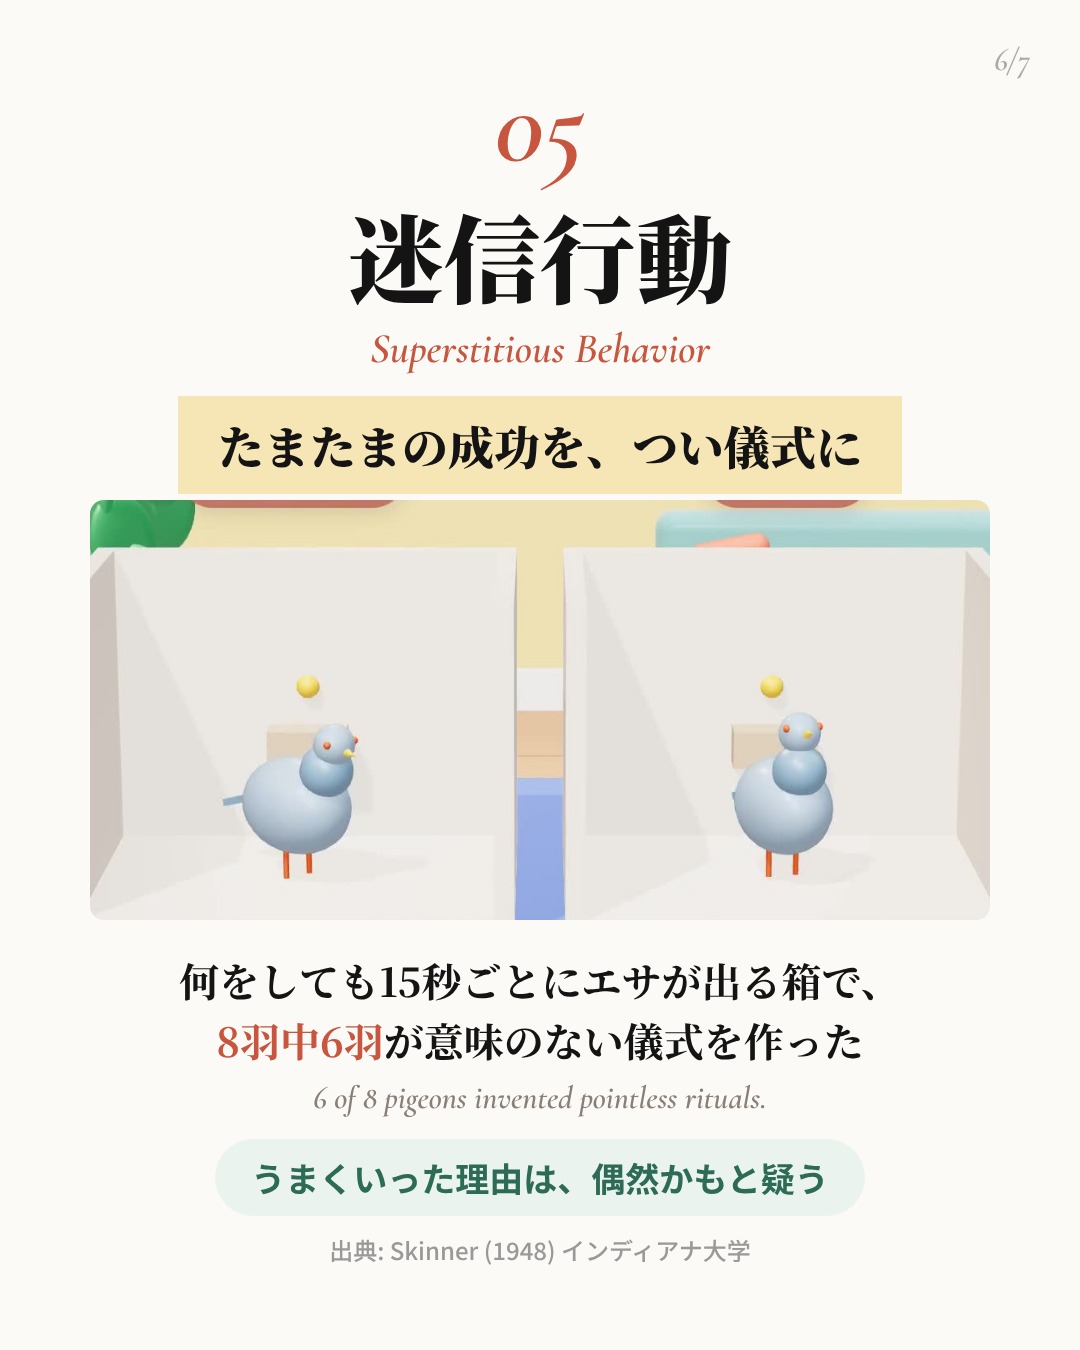 6/7
05
迷信行動
Superstitious Behavior
たまたまの成功を、つい儀式に
何をしても15秒ごとにエサが出る箱で、
8羽中6羽が意味のない儀式を作った
6 of 8 pigeons invented pointless rituals.
うまくいった理由は、偶然かもと疑う
出典: Skinner (1948) インディアナ大学